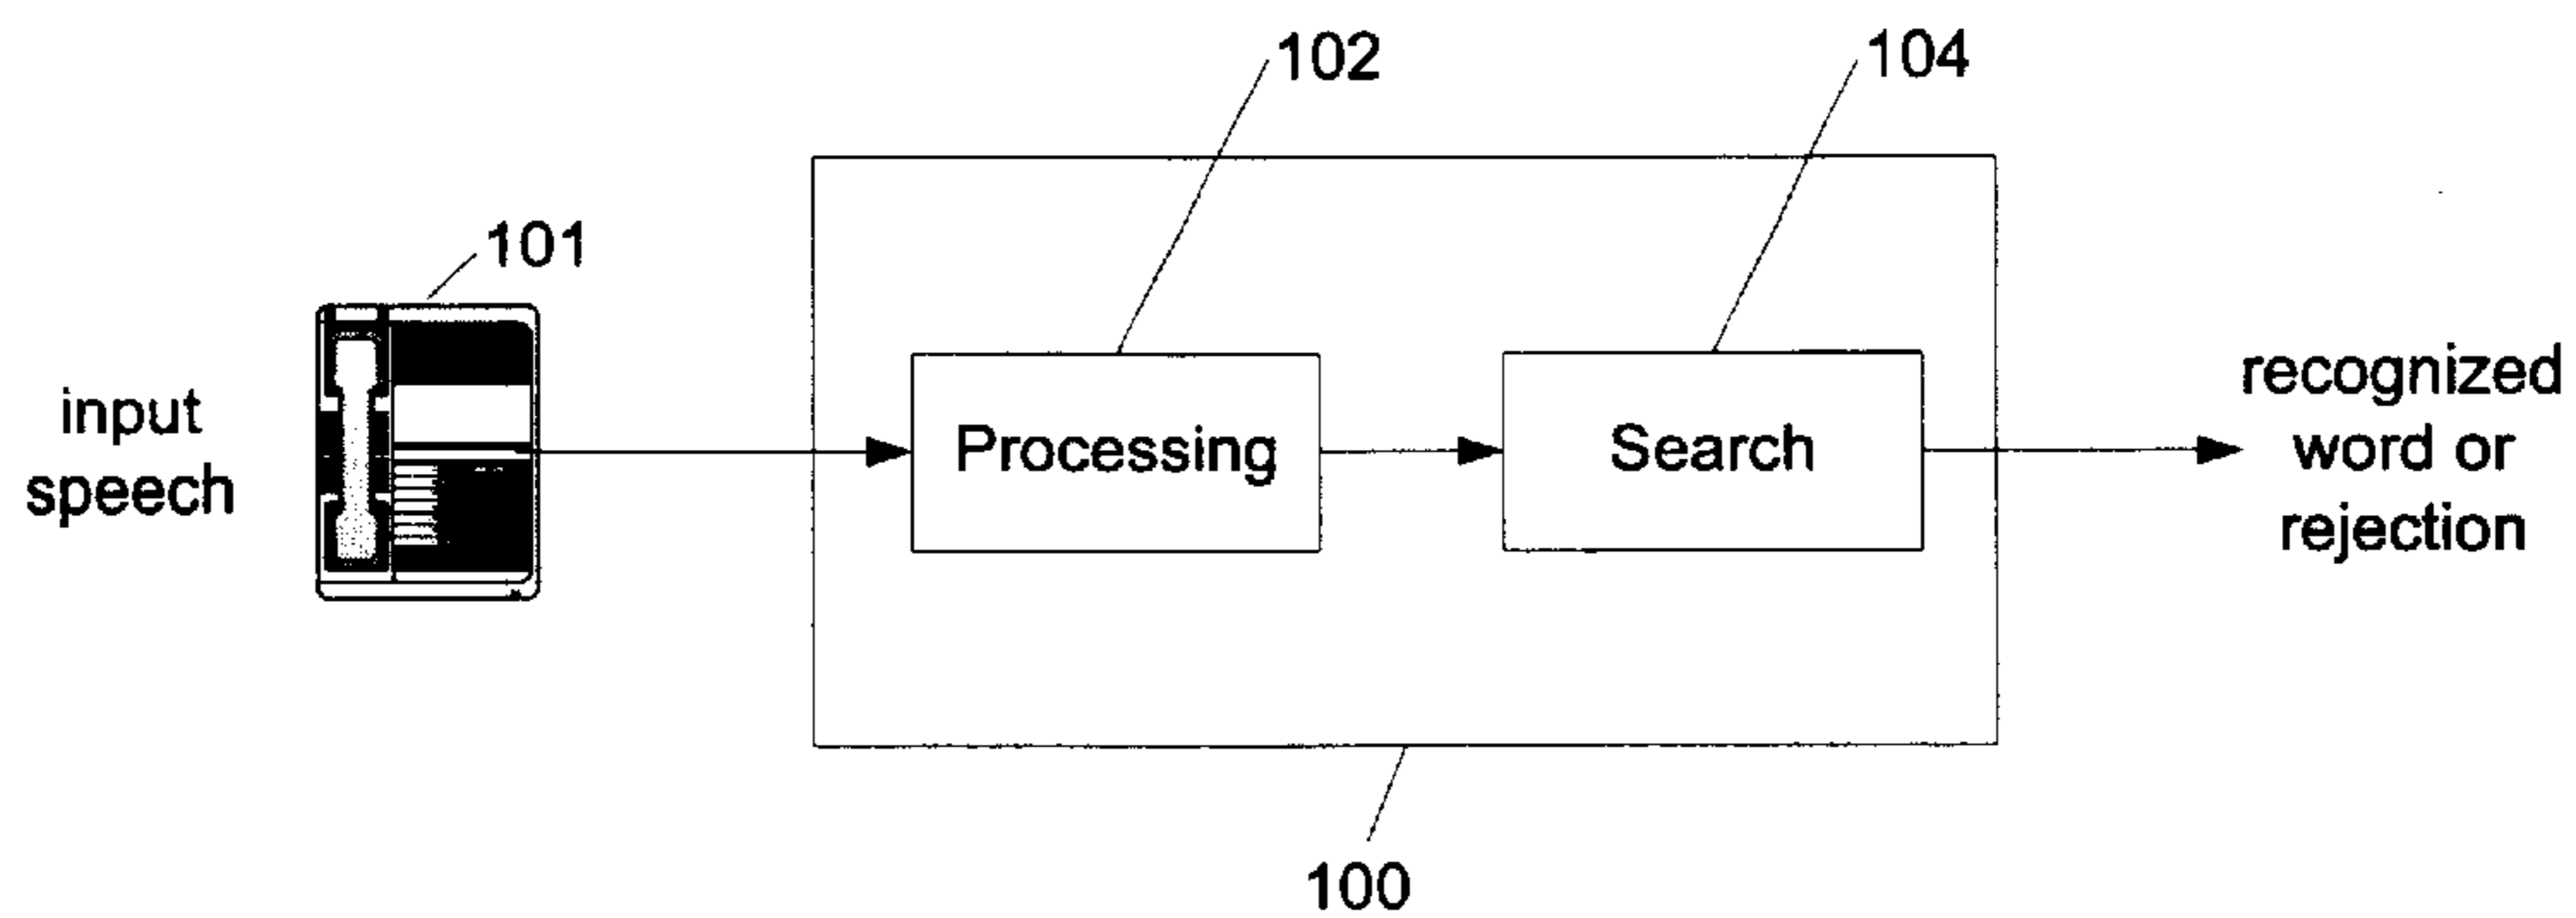 102
104
101
input
speech
Processing
Search
recognized
word or
rejection
100